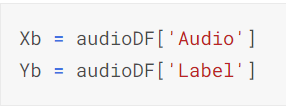 Xb = audioDF['Audio']
Yb = audioDF['Label']